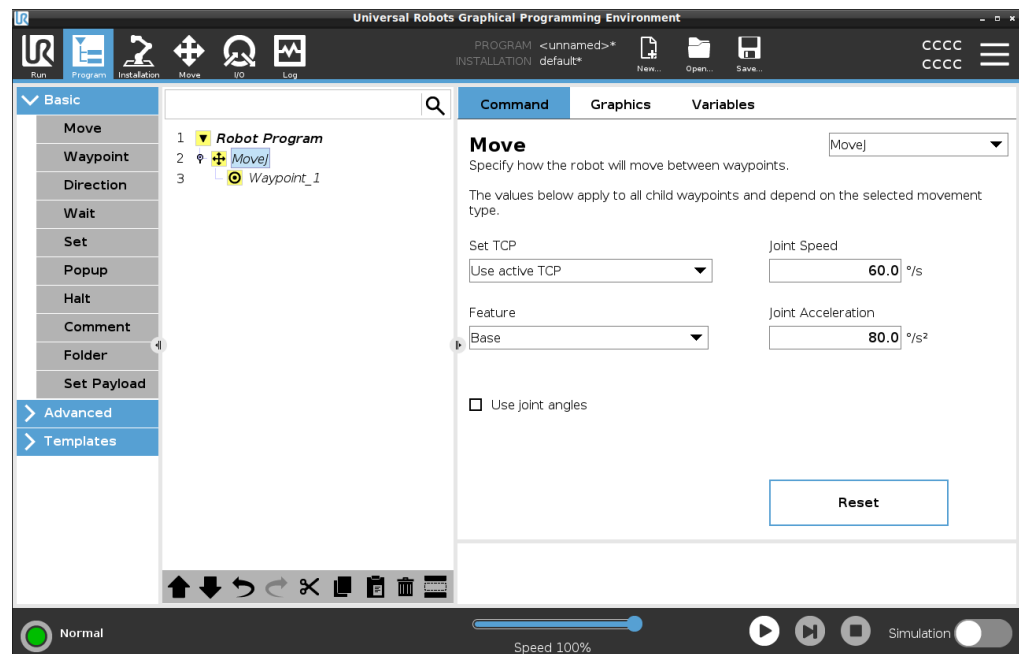 UR
Universal Robots Graphical Programming Environment
UR
Run
Program
Installation
Move
I/O
Log
PROGRAM <unnamed>*
INSTALLATION default*
New...
Open...
Save...
CCCC
CCCC
Basic
Move
Waypoint
Direction
Wait
Set
Popup
Halt
Comment
Folder
Set Payload
Advanced
Templates
1 Robot Program
2 MoveJ
3 Waypoint_1
Command Graphics Variables
Move
MoveJ
Specify how the robot will move between waypoints.
The values below apply to all child waypoints and depend on the selected movement
type.
Set TCP
Use active TCP
Joint Speed
60.0 °/s
Feature
Base
Joint Acceleration
80.0 °/s²
Use joint angles
Reset
Normal
Speed 100%
Simulation